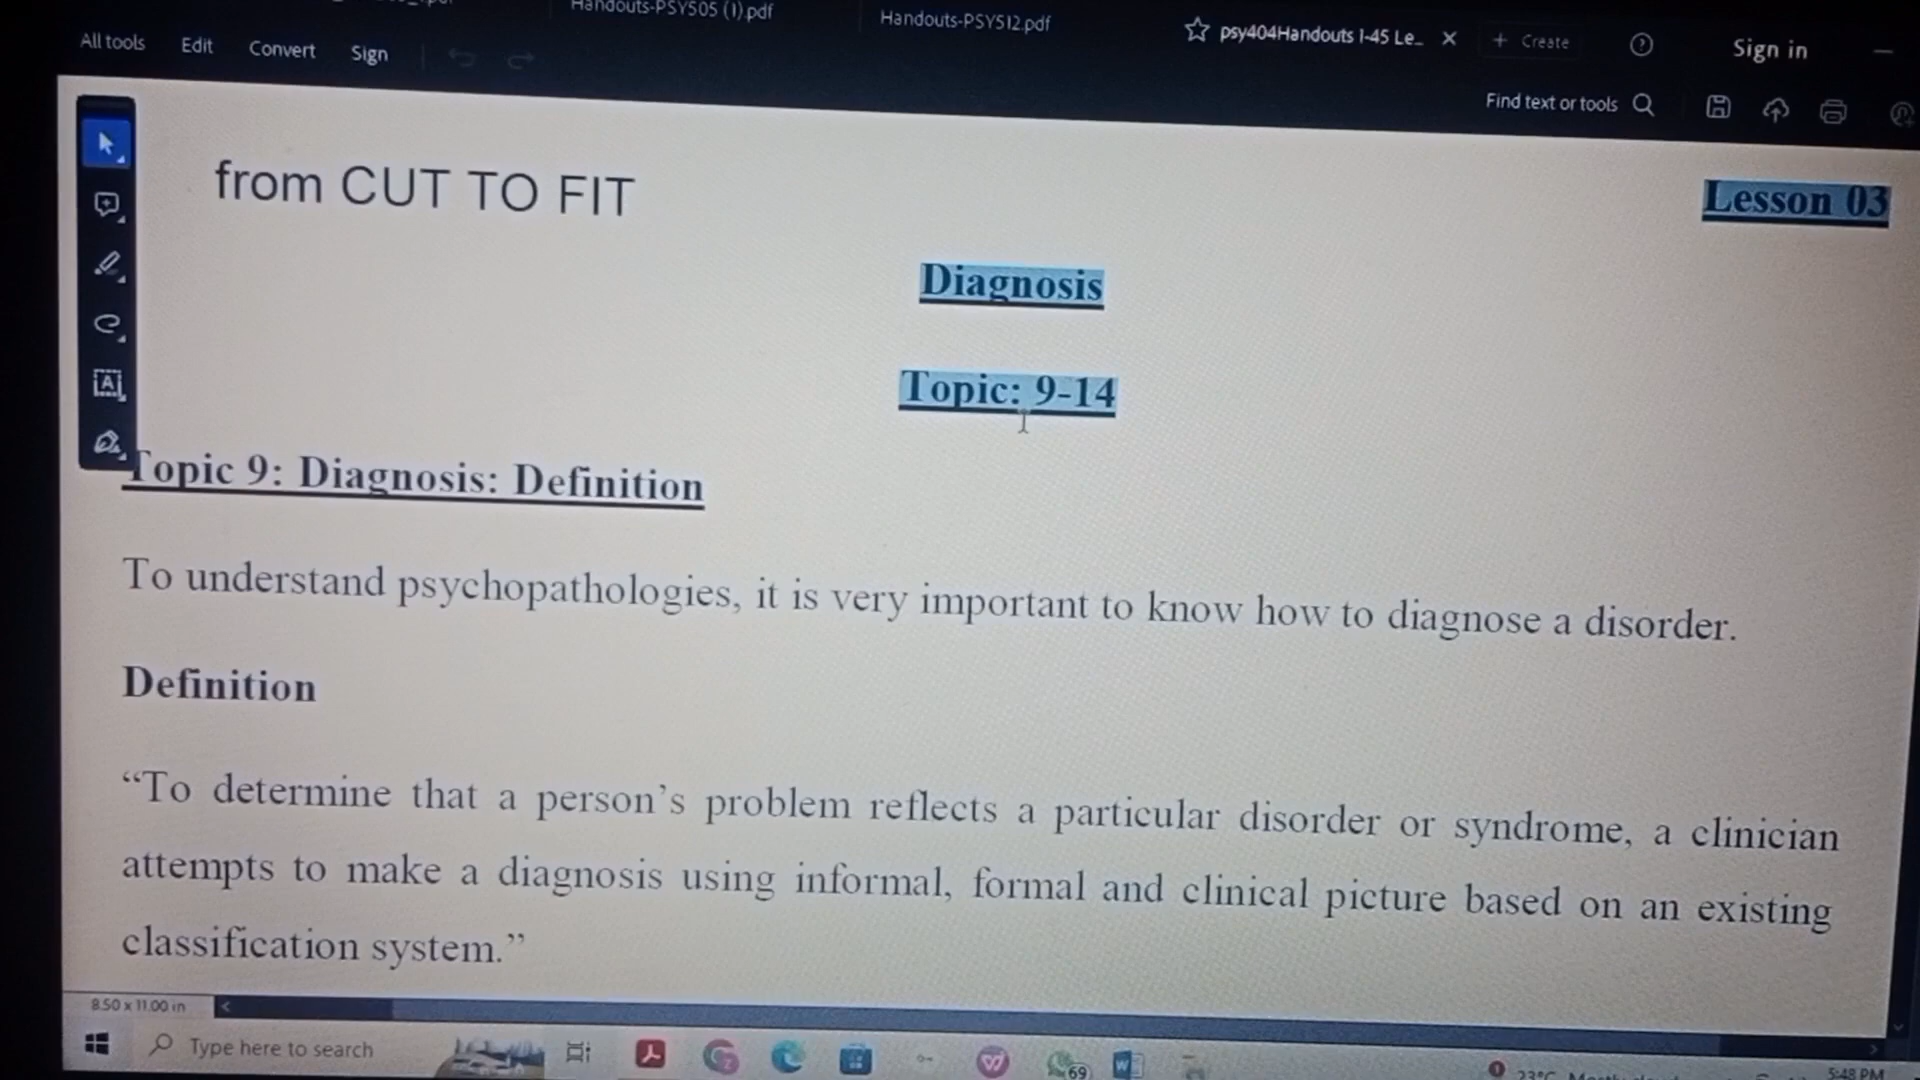 Handouts-PSY505 (1).pdf
Handouts-PSY512.pdf
psy404Handouts 1-45 Le...
Create
Sign in
All tools
Edit
Convert
Sign
Find text or tools
from CUT TO FIT
Lesson 03
Diagnosis
Topic: 9-14
Topic 9: Diagnosis: Definition
To understand psychopathologies, it is very important to know how to diagnose a disorder.
Definition
“To determine that a person’s problem reflects a particular disorder or syndrome, a clinician
attempts to make a diagnosis using informal, formal and clinical picture based on an existing
classification system.”
8.50 x 11.00 in
Type here to search
69
23°C
5:48 PM